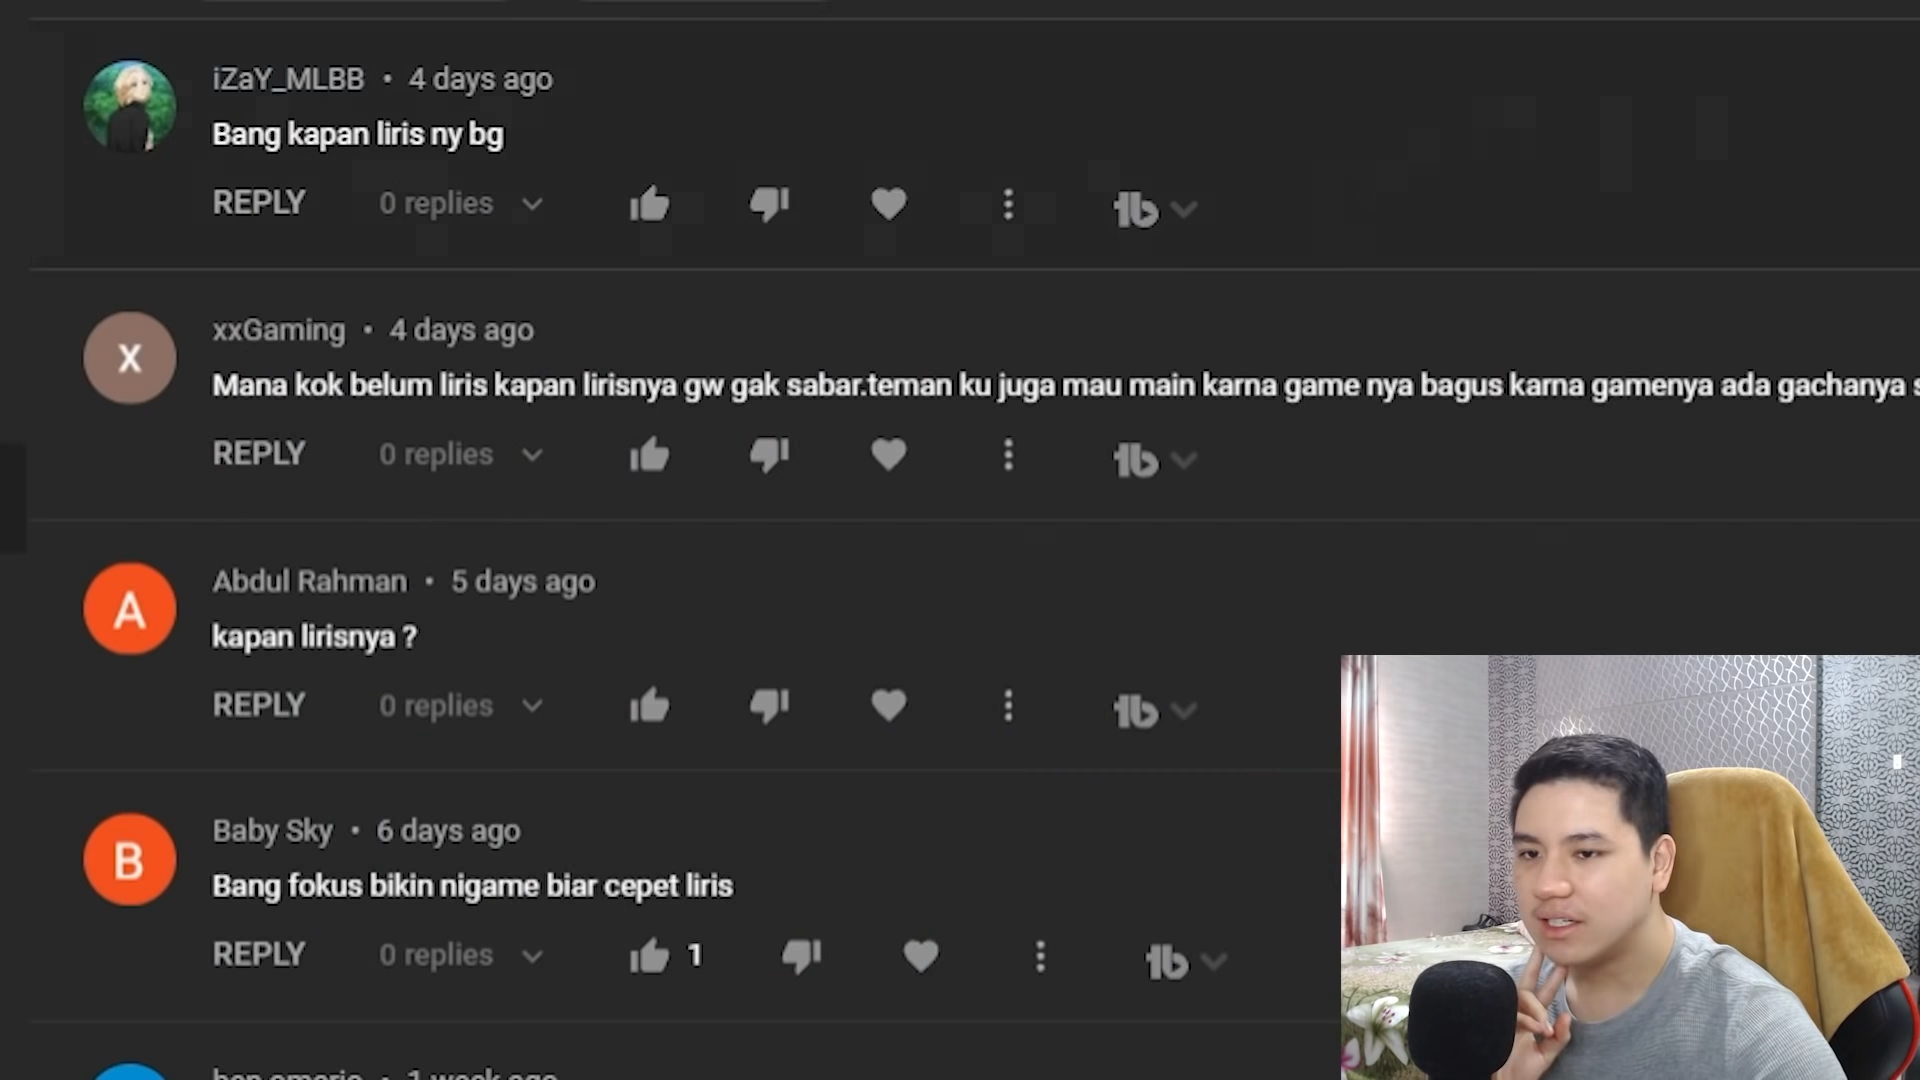 iZaY_MLBB • 4 days ago
Bang kapan liris ny bg
REPLY 0 replies
X
xxGaming • 4 days ago
Mana kok belum liris kapan lirisnya gw gak sabar.teman ku juga mau main karna game nya bagus karna gamenya ada gachanya s
REPLY 0 replies
A
Abdul Rahman • 5 days ago
kapan lirisnya ?
REPLY 0 replies
B
Baby Sky • 6 days ago
Bang fokus bikin nigame biar cepet liris
REPLY 0 replies 1
1 week ago